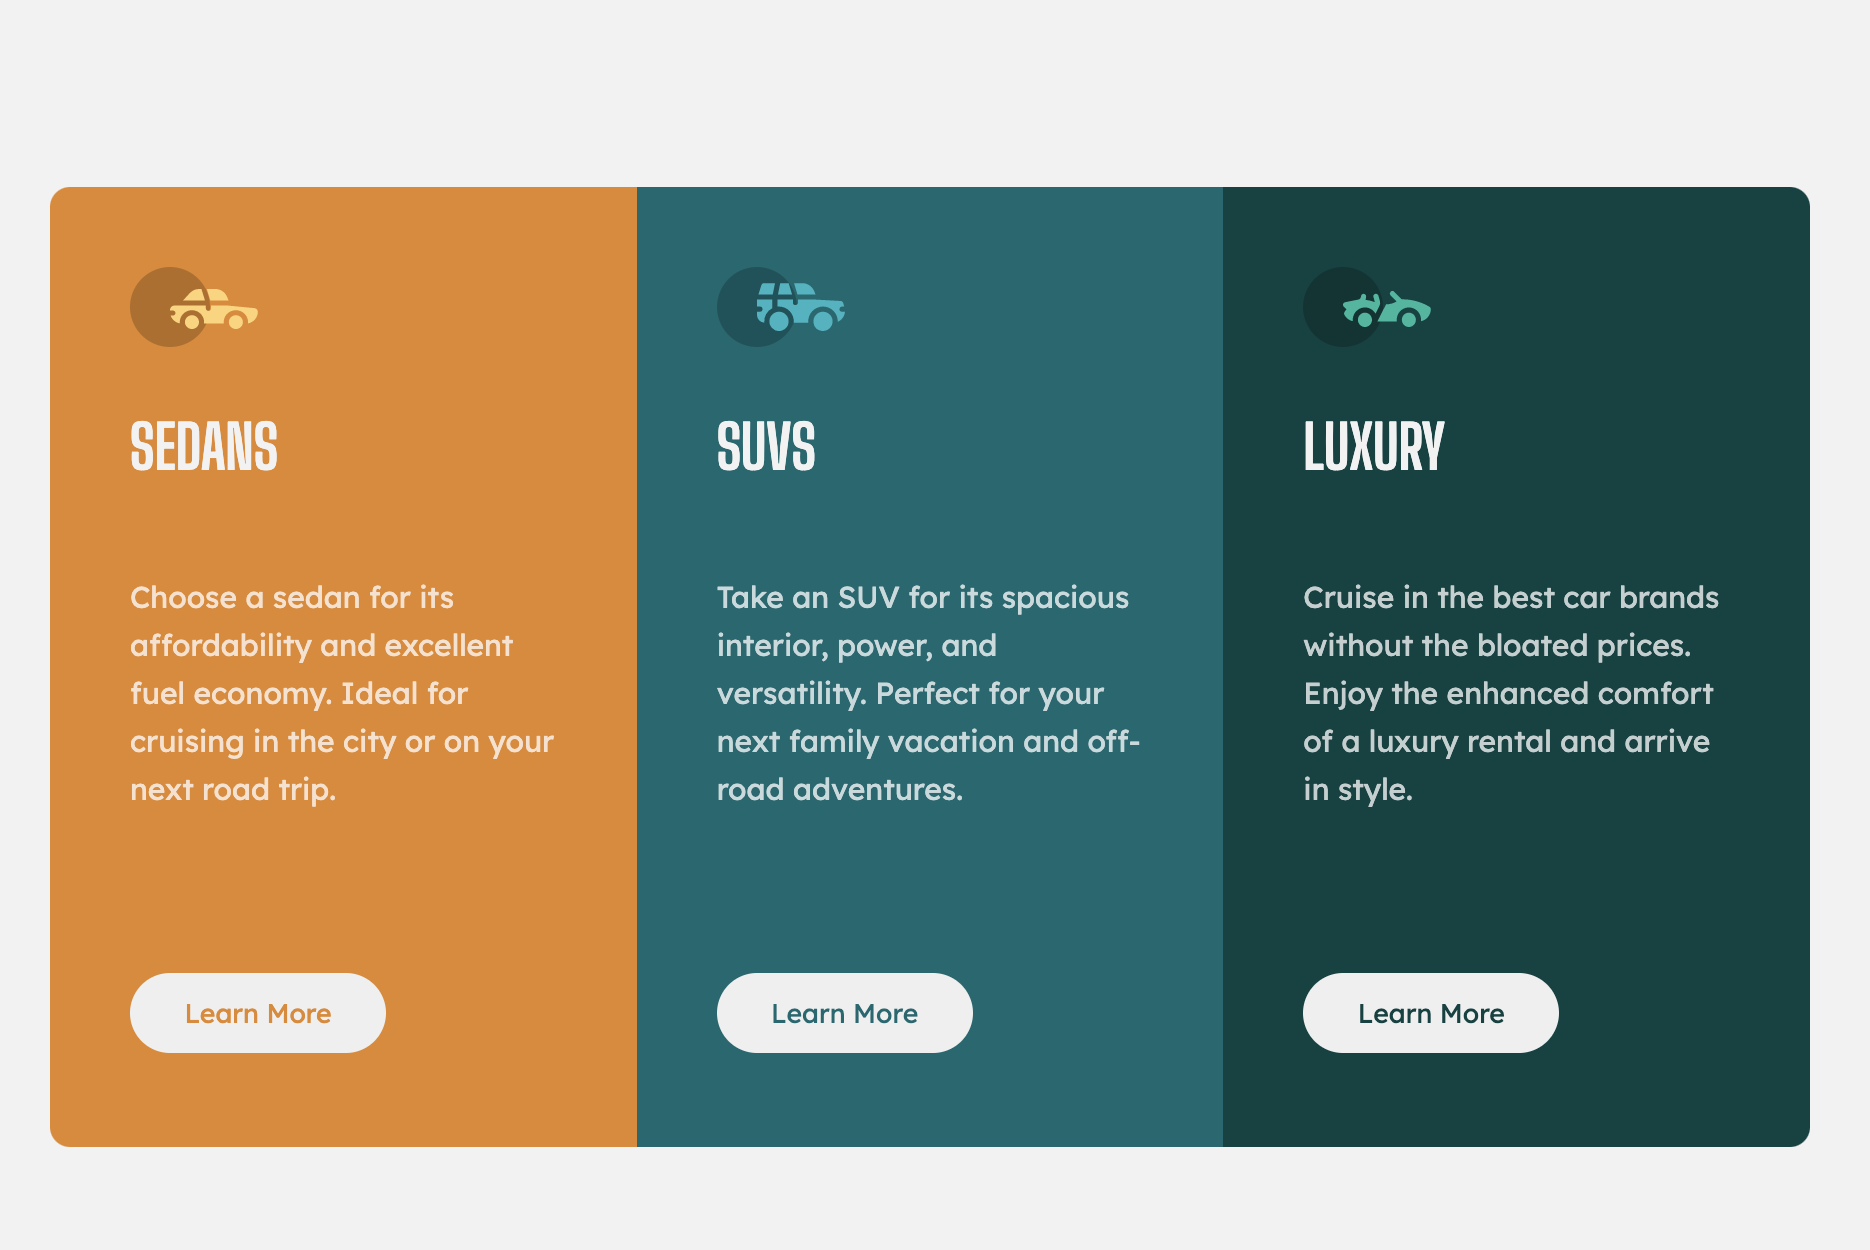 SEDANS
Choose a sedan for its
affordability and excellent
fuel economy. Ideal for
cruising in the city or on your
next road trip.
Learn More
SUVS
Take an SUV for its spacious
interior, power, and
versatility. Perfect for your
next family vacation and off-
road adventures.
Learn More
LUXURY
Cruise in the best car brands
without the bloated prices.
Enjoy the enhanced comfort
of a luxury rental and arrive
in style.
Learn More